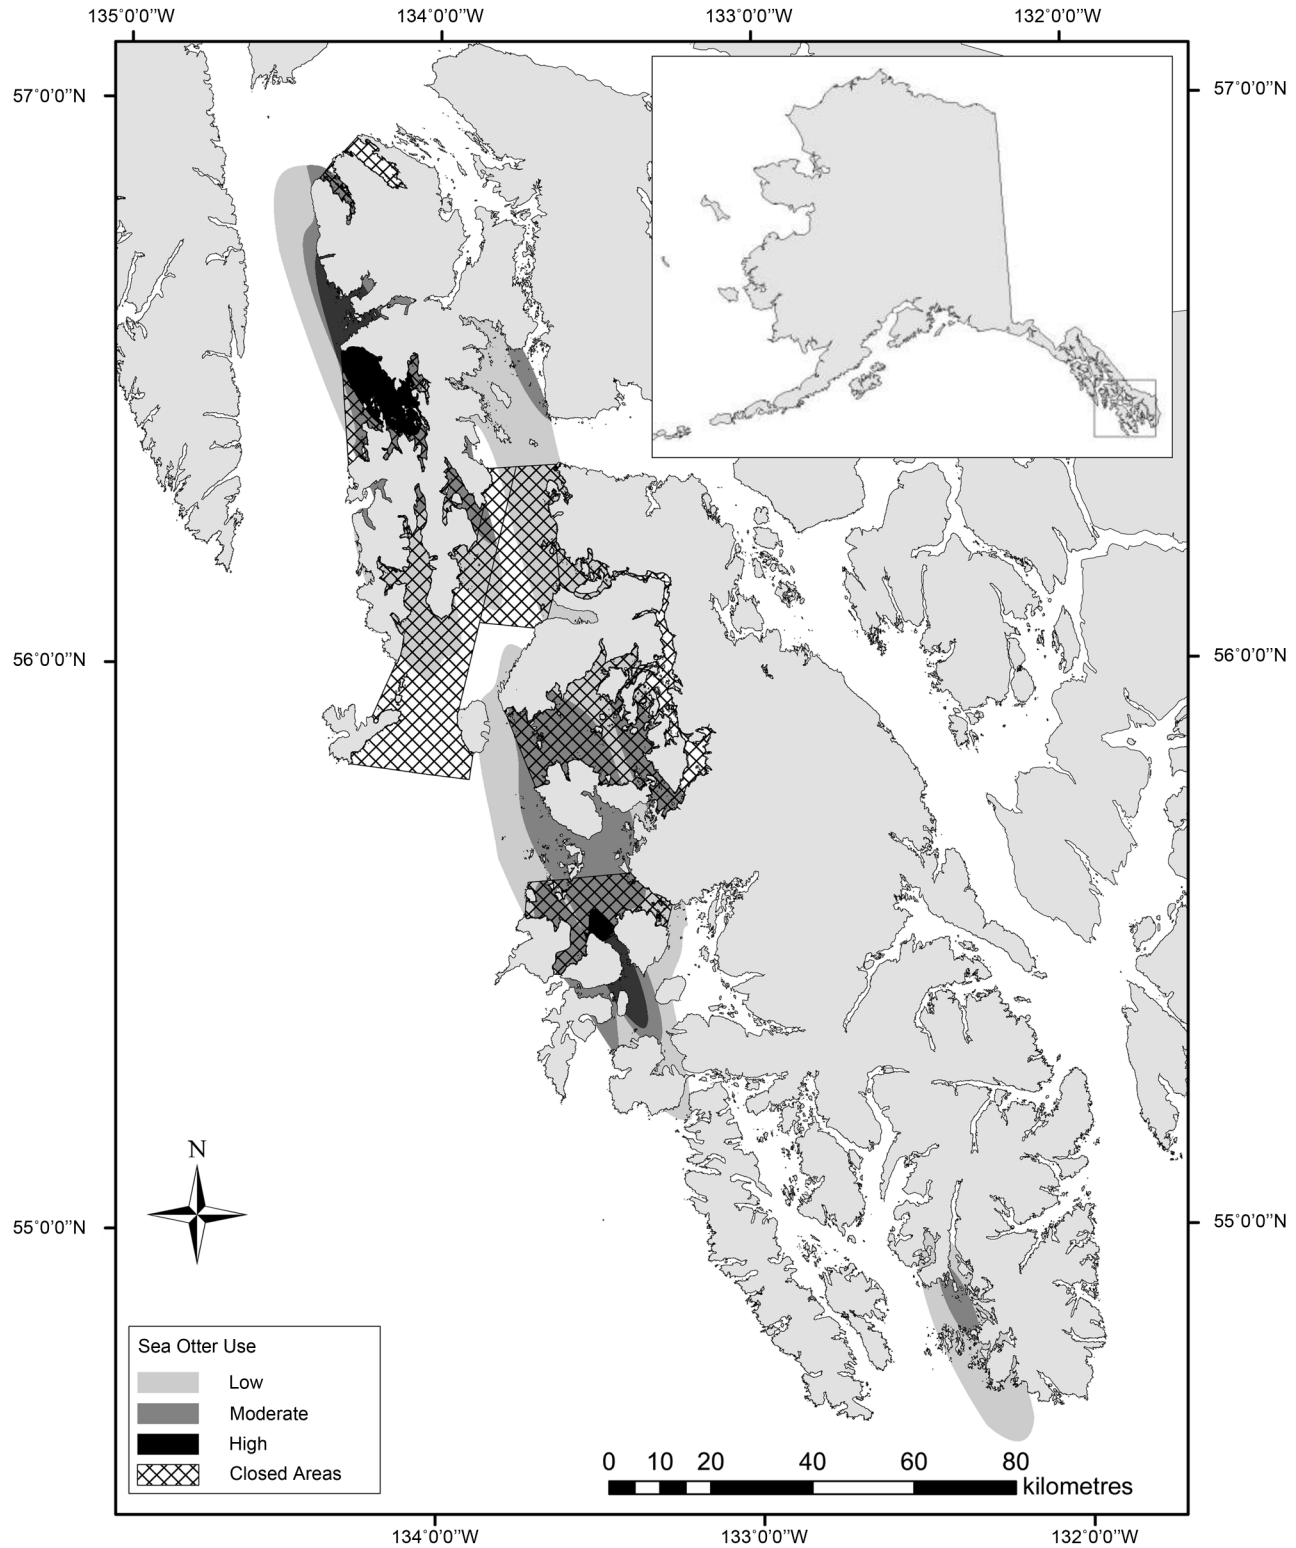 135°0'0''W 134°0'0''W 133°0'0''W 132°0'0''W
57°0'0''N 57°0'0''N
56°0'0''N 56°0'0''N
N
55°0'0''N 55°0'0''N
Sea Otter Use
Low
Moderate
High
Closed Areas
0 10 20 40 60 80
kilometres
134°0'0''W 133°0'0''W 132°0'0''W